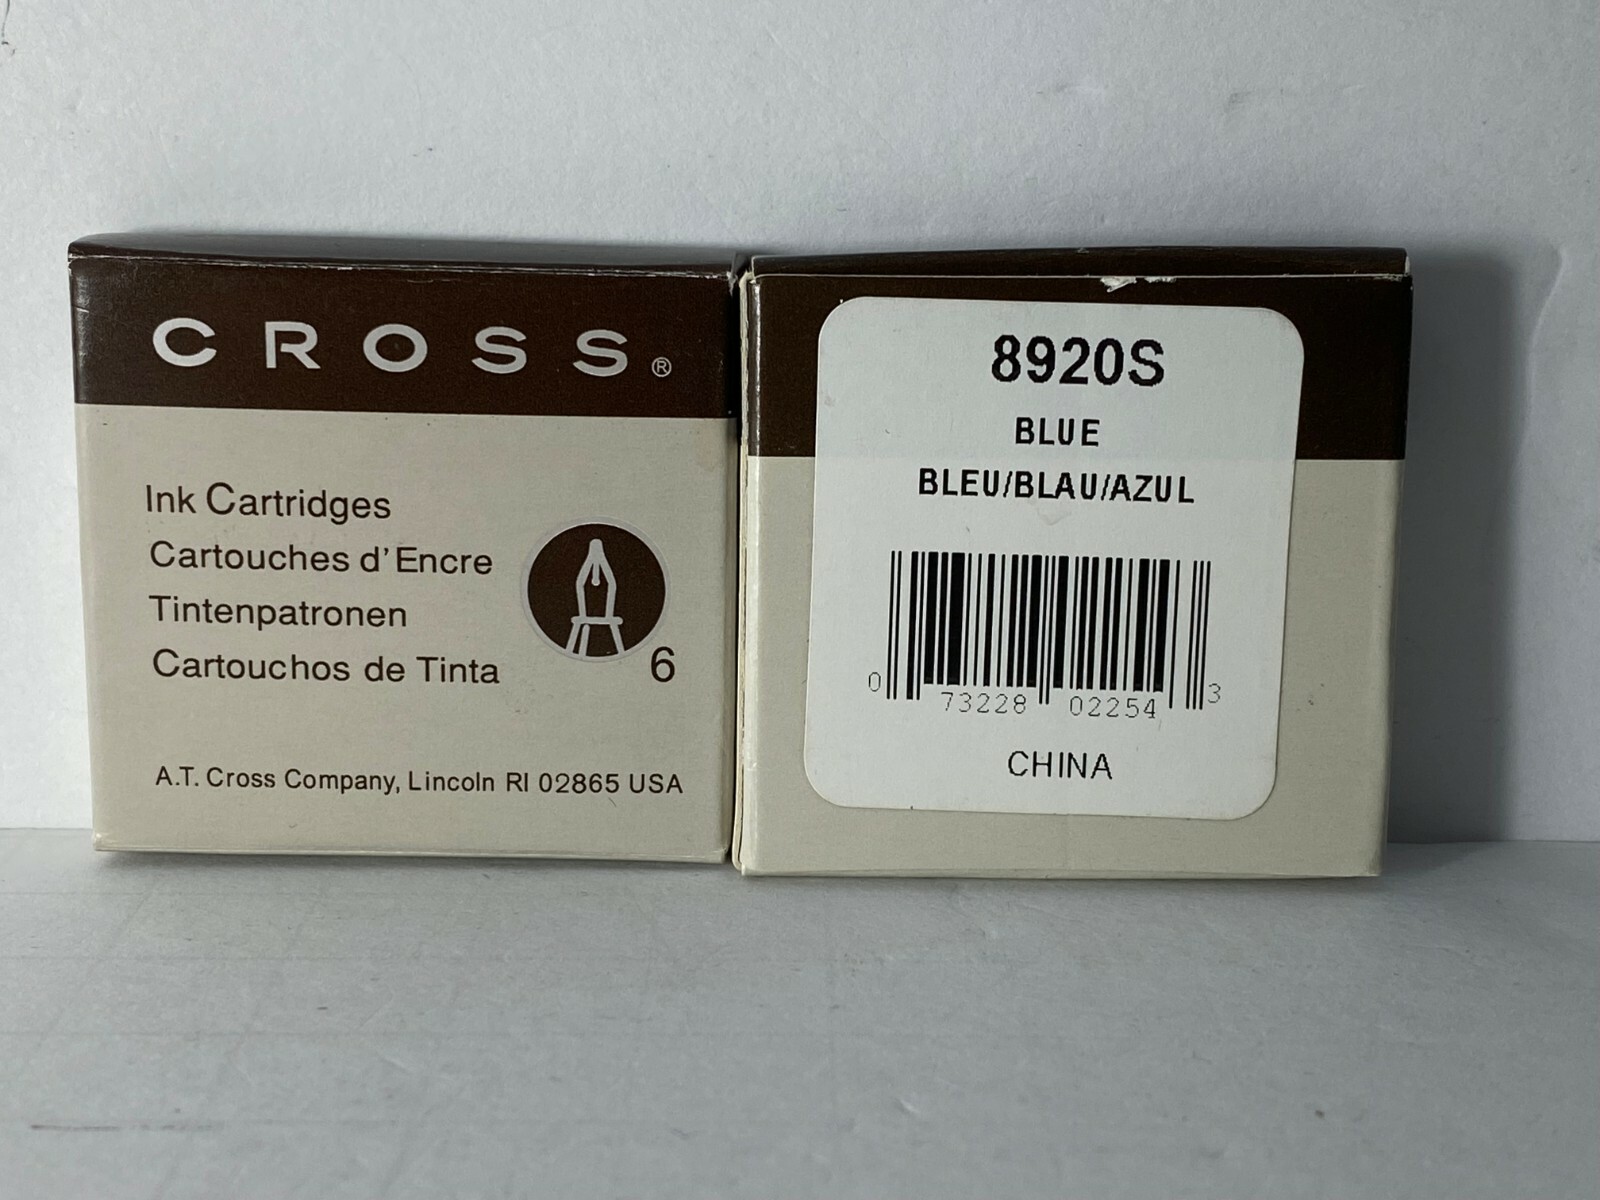 CROSS®
Ink Cartridges
Cartouches d'Encre
Tintenpatronen
Cartouchos de Tinta
6
A.T. Cross Company, Lincoln RI 02865 USA
8920S
BLUE
BLEU/BLAU/AZUL
0 73228 02254 3
CHINA